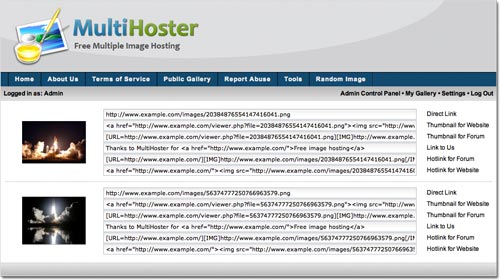 MultiHoster
Free Multiple Image Hosting
Home About Us Terms of Service Public Gallery Report Abuse Tools Random Image
Logged in as: Admin Admin Control Panel • My Gallery • Settings • Log Out
http://www.example.com/images/20384876554147416041.png Direct Link
<a href="http://www.example.com/viewer.php?file=20384876554147416041.png"><img src="http://ww Thumbnail for Website
[URL=http://www.example.com/viewer.php?file=20384876554147416041.png][IMG]http://www.exam Thumbnail for Forum
Thanks to MultiHoster for <a href="http://www.example.com/">Free image hosting</a> Link to Us
[URL=http://www.example.com/][IMG]http://www.example.com/images/20384876554147416041.png[/IM Hotlink for Forum
<a href="http://www.example.com/"><img src="http://www.example.com/images/2038487655414741 Hotlink for Website
http://www.example.com/images/56374777250766963579.png Direct Link
<a href="http://www.example.com/viewer.php?file=56374777250766963579.png"><img src="http://ww Thumbnail for Website
[URL=http://www.example.com/viewer.php?file=56374777250766963579.png][IMG]http://www.exam Thumbnail for Forum
Thanks to MultiHoster for <a href="http://www.example.com/">Free image hosting</a> Link to Us
[URL=http://www.example.com/][IMG]http://www.example.com/images/56374777250766963579.png[/I Hotlink for Forum
<a href="http://www.example.com/"><img src="http://www.example.com/images/563747772507669635 Hotlink for Website